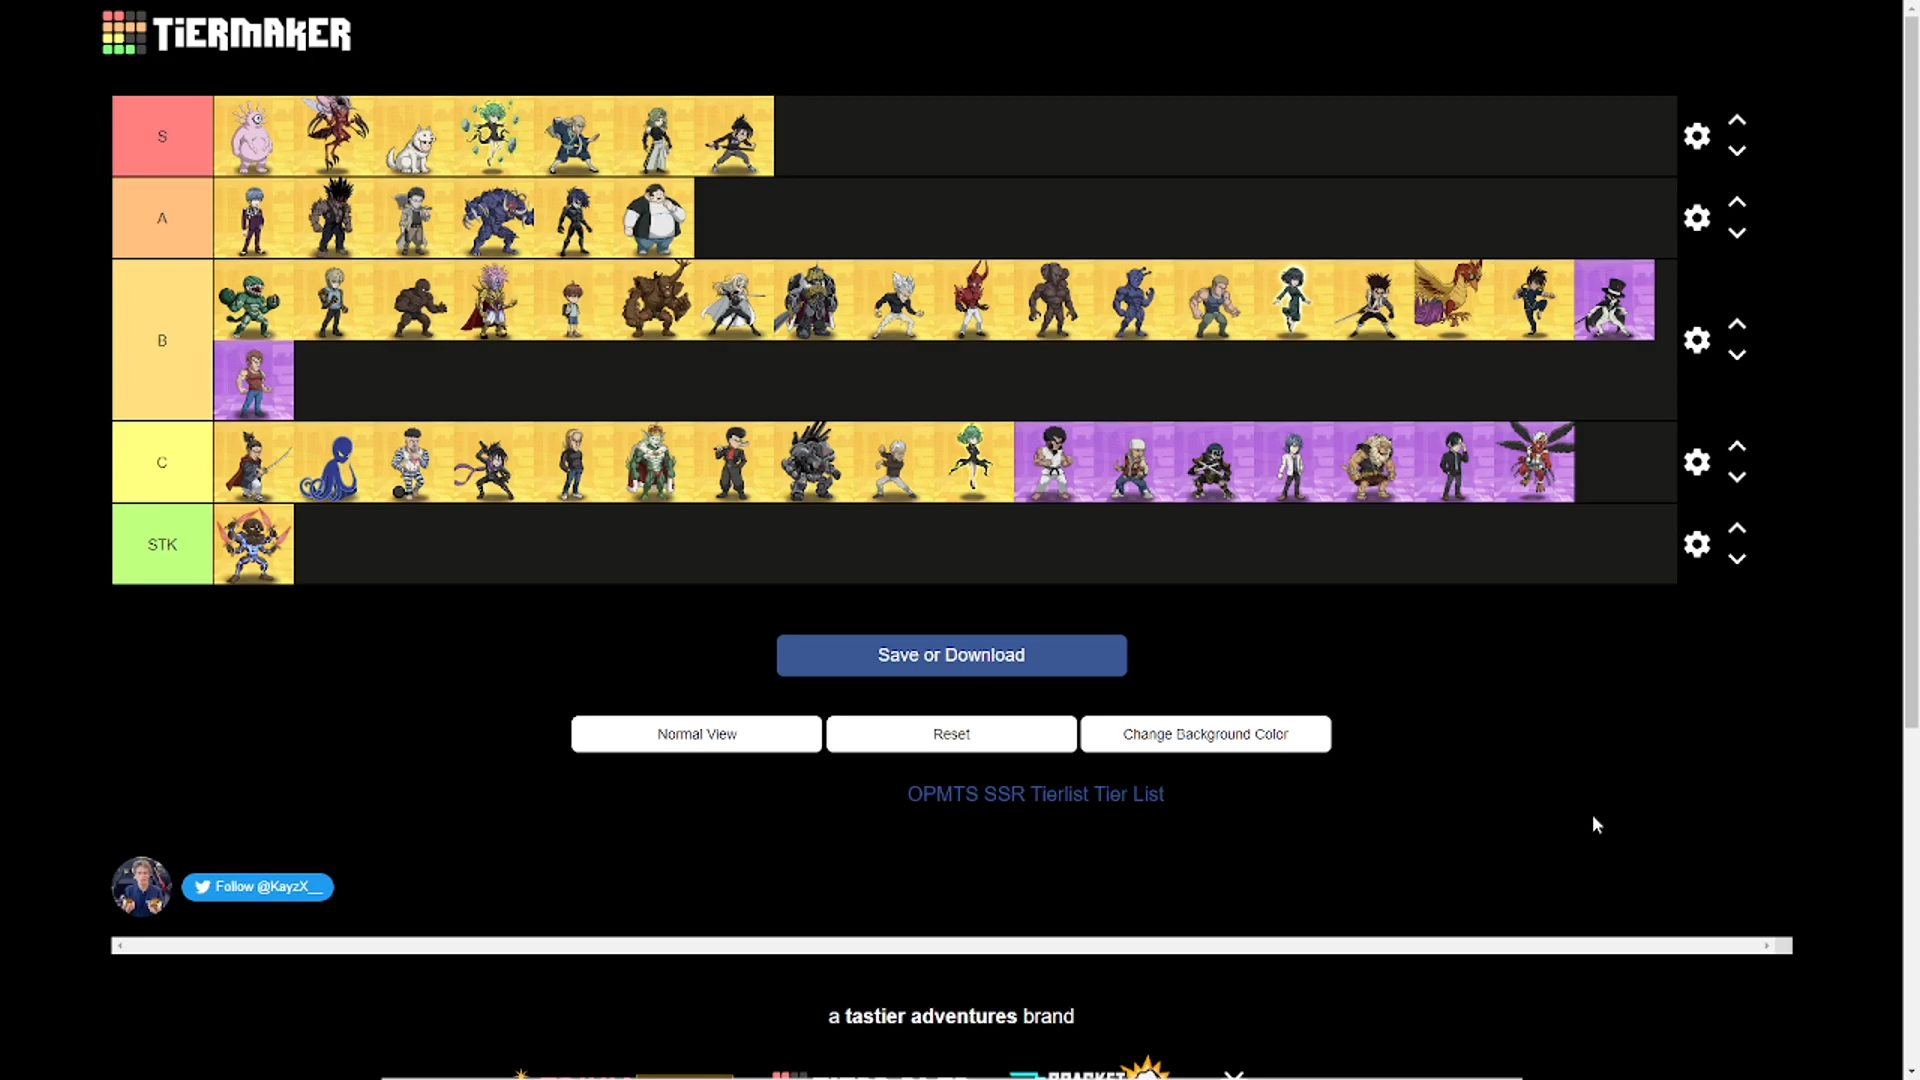 TiERMAKER
S
A
B
C
STK
Save or Download
Normal View
Reset
Change Background Color
OPMTS SSR Tierlist Tier List
Follow @KayzX__
a tastier adventures brand